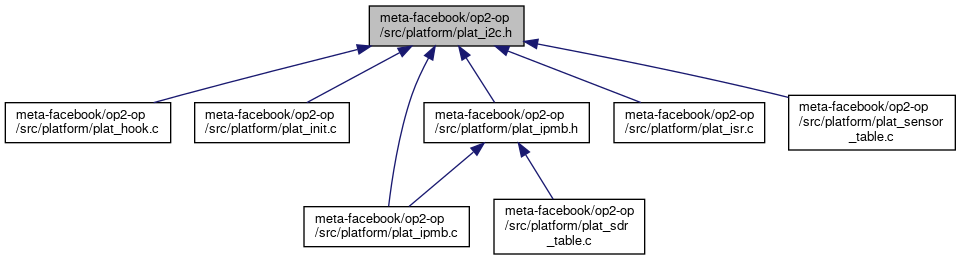 meta-facebook/op2-op
/src/platform/plat_i2c.h
meta-facebook/op2-op
/src/platform/plat_hook.c
meta-facebook/op2-op
/src/platform/plat_init.c
meta-facebook/op2-op
/src/platform/plat_ipmb.h
meta-facebook/op2-op
/src/platform/plat_isr.c
meta-facebook/op2-op
/src/platform/plat_sensor
_table.c
meta-facebook/op2-op
/src/platform/plat_ipmb.c
meta-facebook/op2-op
/src/platform/plat_sdr
_table.c